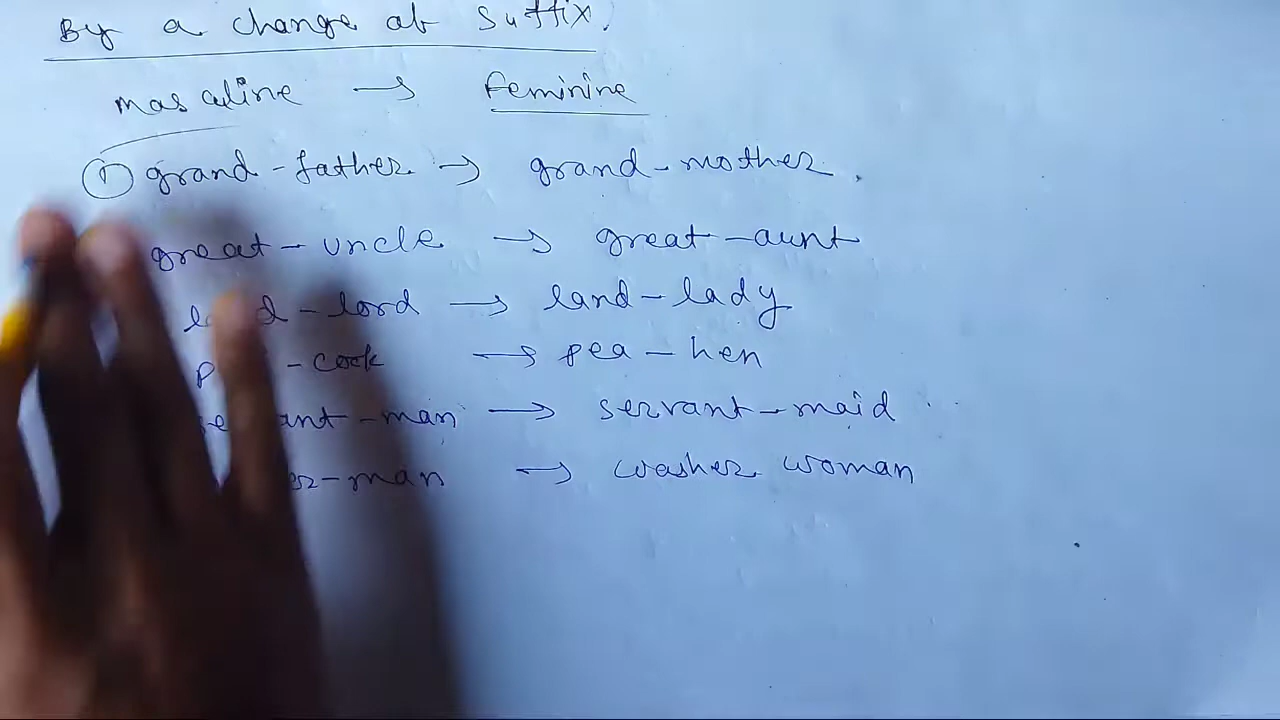 By a change of suffix.
Masculine → Feminine
① grand-father → grand-mother.
great-uncle → great-aunt
-lord → land-lady
-cock → pea-hen
-man → servant-maid
-man → washer woman